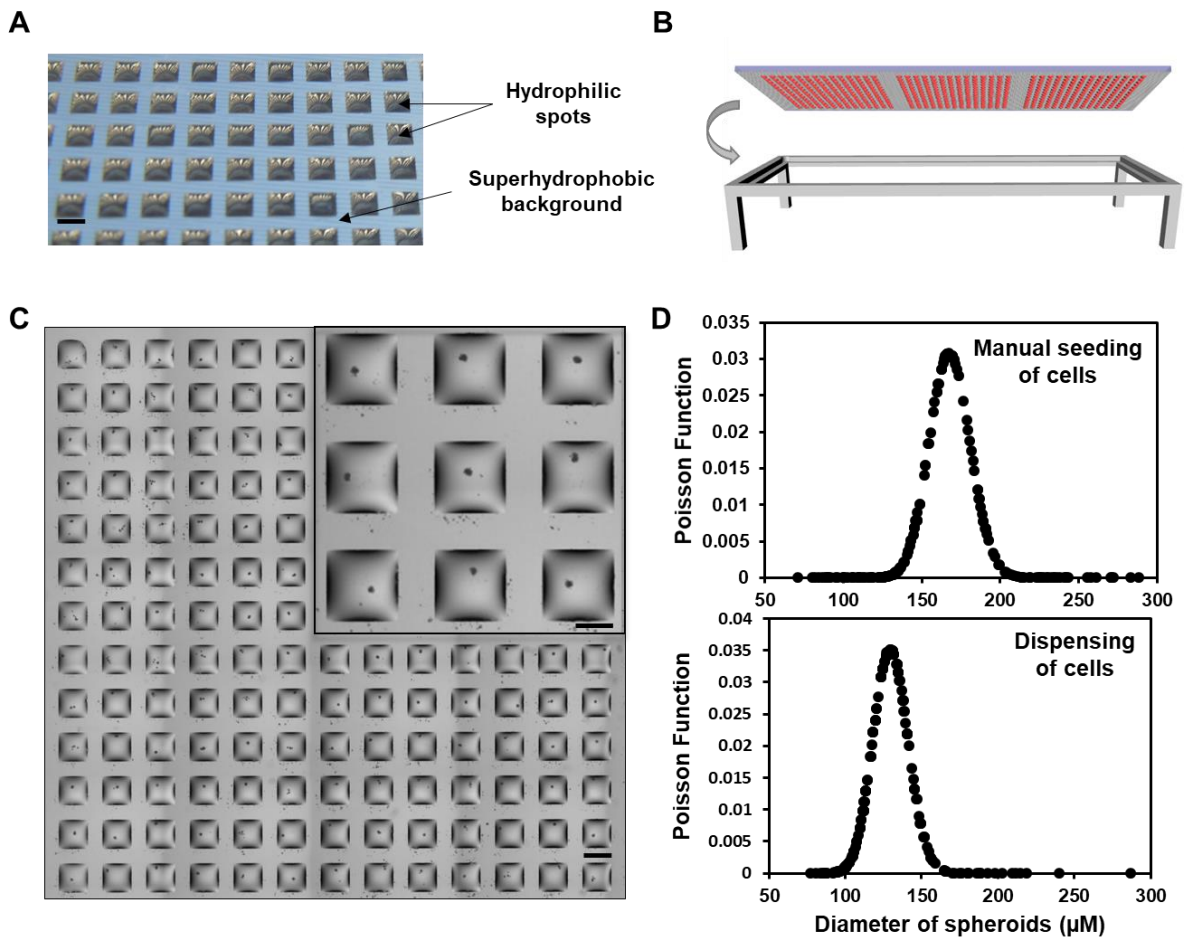 A
Hydrophilic
spots
Superhydrophobic
background
B
C
D
0.035
0.03
0.025
0.02
0.015
0.01
0.005
0
Poisson Function
Manual seeding
of cells
50
100
150
200
250
300
0.04
0.035
0.03
0.025
0.02
0.015
0.01
0.005
0
Poisson Function
Dispensing
of cells
50
100
150
200
250
300
Diameter of spheroids (µM)